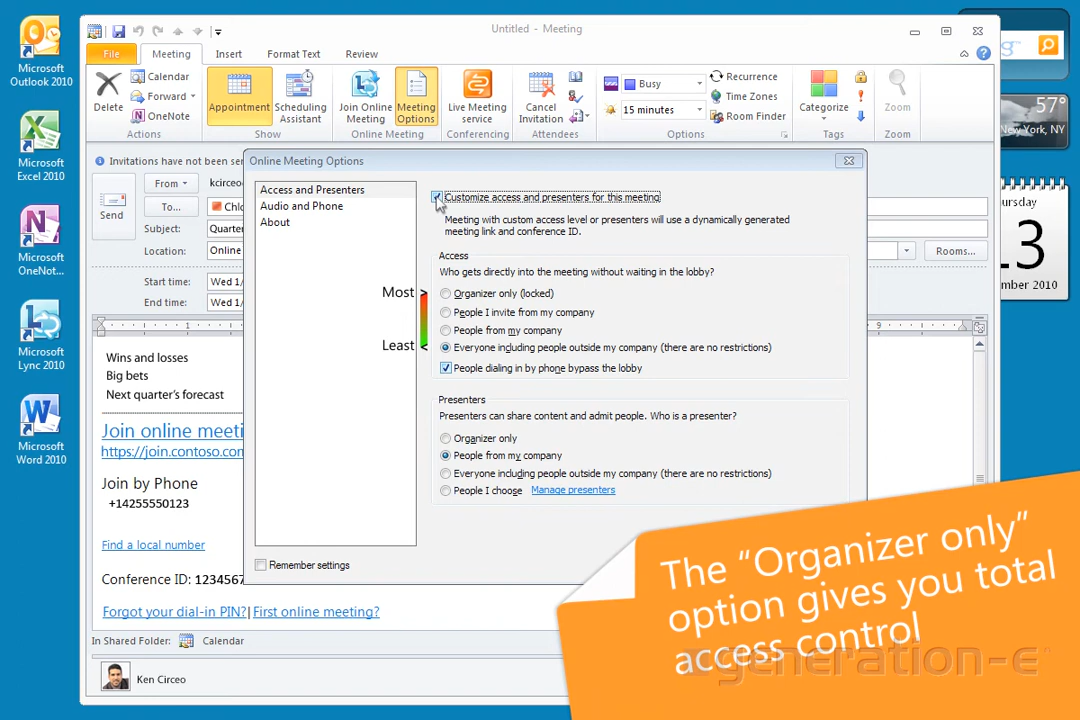 Untitled - Meeting
File
Meeting
Insert
Format Text
Review
Delete
Calendar
Forward
OneNote
Actions
Appointment
Scheduling
Assistant
Show
Join Online
Meeting
Meeting
Options
Online Meeting
Live Meeting
service
Conferencing
Cancel
Invitation
Attendees
Busy
15 minutes
Recurrence
Time Zones
Room Finder
Options
Categorize
Tags
Zoom
Zoom
Microsoft
Outlook 2010
Microsoft
Excel 2010
Microsoft
OneNot...
Microsoft
Lync 2010
Microsoft
Word 2010
57°
New York, NY
13
Invitations have not been
Send
From
kcirceo
To...
Subject:
Location:
Online
Rooms...
Start time:
Wed 1/
End time:
Wed 1/
1
9
Online Meeting Options
Access and Presenters
Audio and Phone
About
Customize access and presenters for this meeting
Meeting with custom access level or presenters will use a dynamically generated
meeting link and conference ID.
Access
Who gets directly into the meeting without waiting in the lobby?
Most >
Least <
Organizer only (locked)
People I invite from my company
People from my company
Everyone including people outside my company (there are no restrictions)
People dialing in by phone bypass the lobby
Presenters
Presenters can share content and admit people. Who is a presenter?
Organizer only
People from my company
Everyone including people outside my company (there are no restrictions)
People I choose Manage presenters
Remember settings
Wins and losses
Big bets
Next quarter's forecast
Join online meeti
https://join.contoso.com
Join by Phone
+14255550123
Find a local number
Conference ID: 1234567
Forgot your dial-in PIN?| First online meeting?
In Shared Folder:
Calendar
Ken Circeo
The "Organizer only"
option gives you total
access control
generation-e